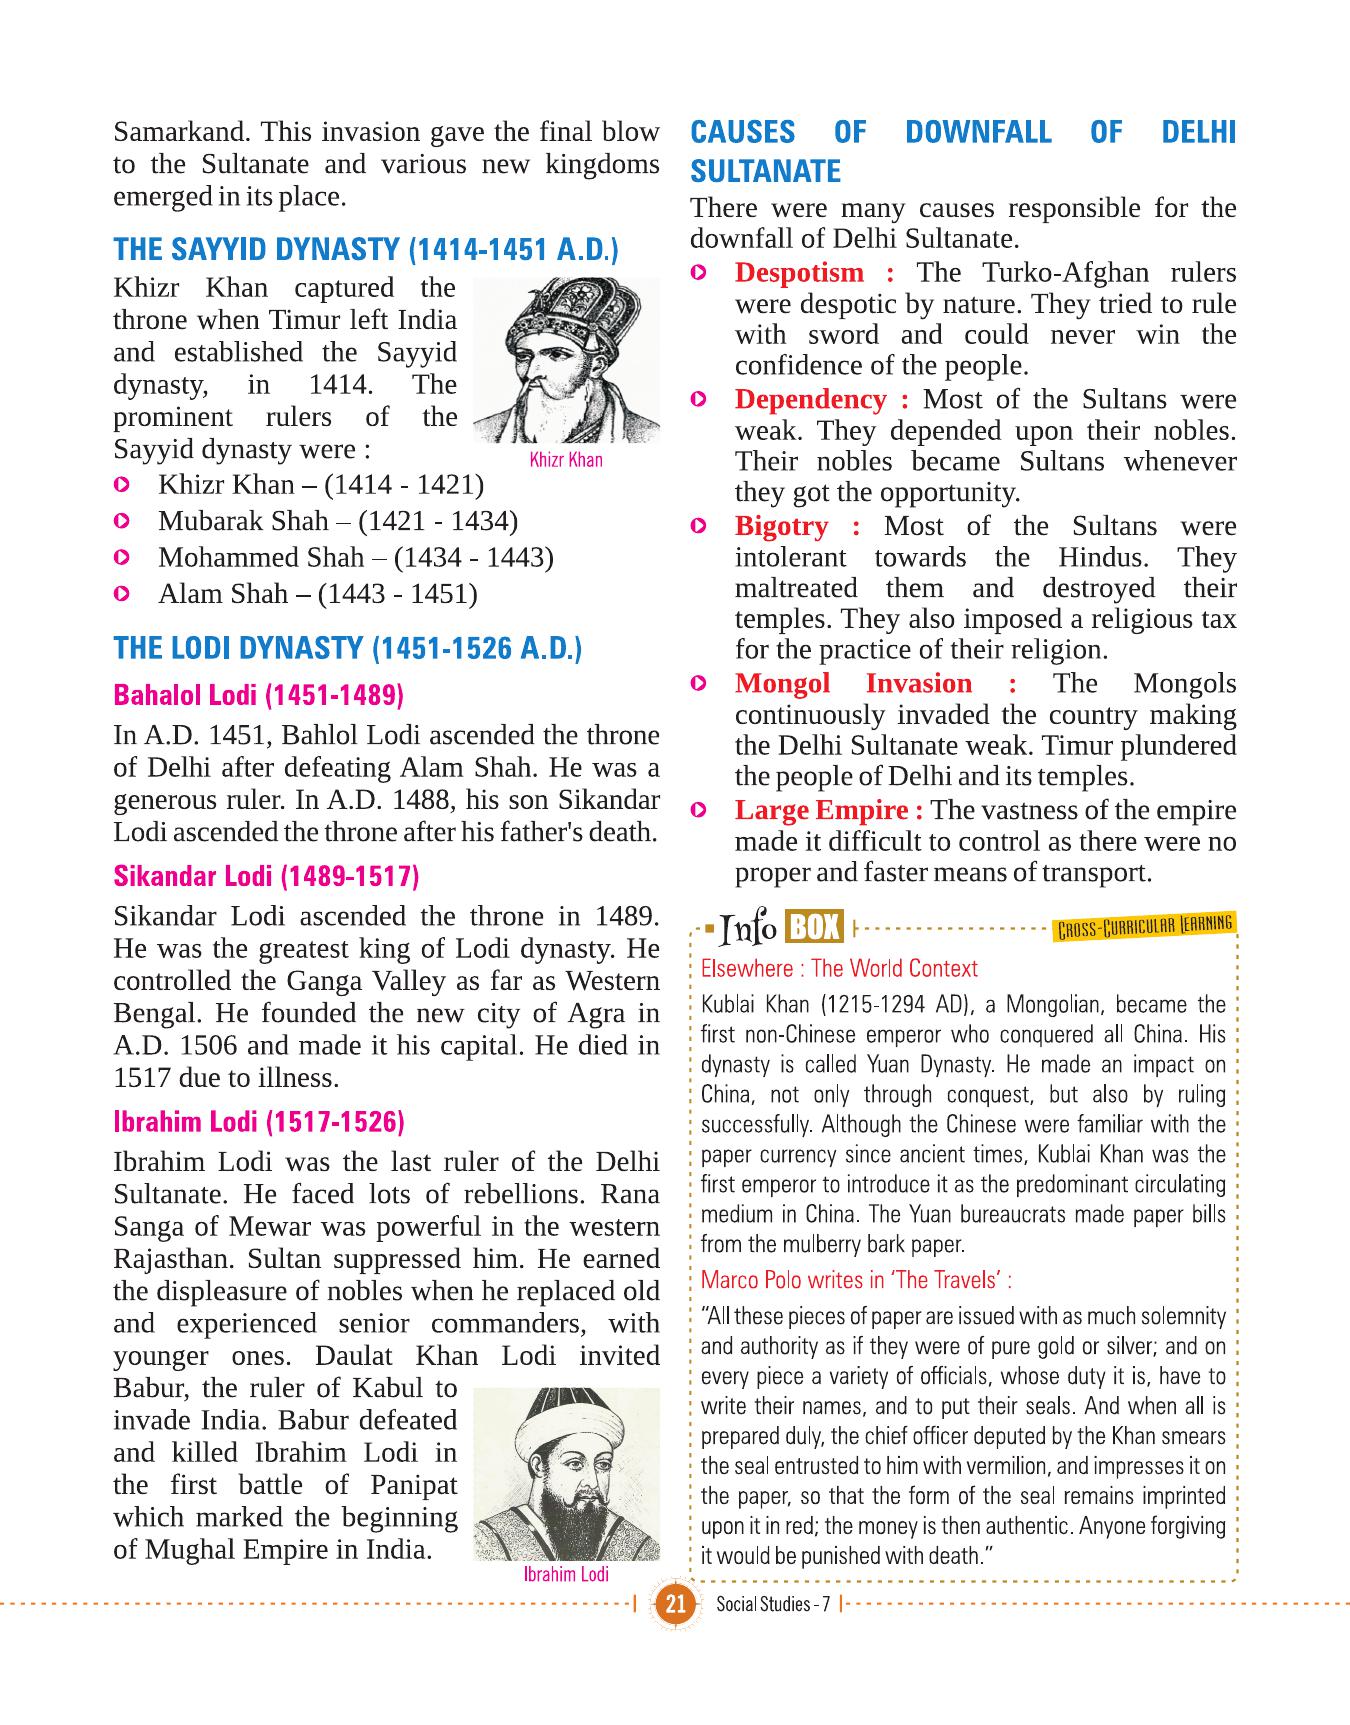 Samarkand. This invasion gave the final blow
to the Sultanate and various new kingdoms
emerged in its place.
THE SAYYID DYNASTY (1414-1451 A.D.)
Khizr Khan captured the
throne when Timur left India
and established the Sayyid
dynasty, in 1414. The
prominent rulers of the
Sayyid dynasty were :
Khizr Khan
Khizr Khan – (1414 - 1421)
Mubarak Shah – (1421 - 1434)
Mohammed Shah – (1434 - 1443)
Alam Shah – (1443 - 1451)
THE LODI DYNASTY (1451-1526 A.D.)
Bahalol Lodi (1451-1489)
In A.D. 1451, Bahlol Lodi ascended the throne
of Delhi after defeating Alam Shah. He was a
generous ruler. In A.D. 1488, his son Sikandar
Lodi ascended the throne after his father's death.
Sikandar Lodi (1489-1517)
Sikandar Lodi ascended the throne in 1489.
He was the greatest king of Lodi dynasty. He
controlled the Ganga Valley as far as Western
Bengal. He founded the new city of Agra in
A.D. 1506 and made it his capital. He died in
1517 due to illness.
Ibrahim Lodi (1517-1526)
Ibrahim Lodi was the last ruler of the Delhi
Sultanate. He faced lots of rebellions. Rana
Sanga of Mewar was powerful in the western
Rajasthan. Sultan suppressed him. He earned
the displeasure of nobles when he replaced old
and experienced senior commanders, with
younger ones. Daulat Khan Lodi invited
Babur, the ruler of Kabul to
invade India. Babur defeated
and killed Ibrahim Lodi in
the first battle of Panipat
which marked the beginning
of Mughal Empire in India.
Ibrahim Lodi
CAUSES OF DOWNFALL OF DELHI
SULTANATE
There were many causes responsible for the
downfall of Delhi Sultanate.
Despotism : The Turko-Afghan rulers
were despotic by nature. They tried to rule
with sword and could never win the
confidence of the people.
Dependency : Most of the Sultans were
weak. They depended upon their nobles.
Their nobles became Sultans whenever
they got the opportunity.
Bigotry : Most of the Sultans were
intolerant towards the Hindus. They
maltreated them and destroyed their
temples. They also imposed a religious tax
for the practice of their religion.
Mongol Invasion : The Mongols
continuously invaded the country making
the Delhi Sultanate weak. Timur plundered
the people of Delhi and its temples.
Large Empire : The vastness of the empire
made it difficult to control as there were no
proper and faster means of transport.
Info BOX
CROSS-CURRICULAR LEARNING
Elsewhere : The World Context
Kublai Khan (1215-1294 AD), a Mongolian, became the
first non-Chinese emperor who conquered all China. His
dynasty is called Yuan Dynasty. He made an impact on
China, not only through conquest, but also by ruling
successfully. Although the Chinese were familiar with the
paper currency since ancient times, Kublai Khan was the
first emperor to introduce it as the predominant circulating
medium in China. The Yuan bureaucrats made paper bills
from the mulberry bark paper.
Marco Polo writes in ‘The Travels’ :
“All these pieces of paper are issued with as much solemnity
and authority as if they were of pure gold or silver; and on
every piece a variety of officials, whose duty it is, have to
write their names, and to put their seals. And when all is
prepared duly, the chief officer deputed by the Khan smears
the seal entrusted to him with vermilion, and impresses it on
the paper, so that the form of the seal remains imprinted
upon it in red; the money is then authentic. Anyone forgiving
it would be punished with death.”
21 Social Studies - 7